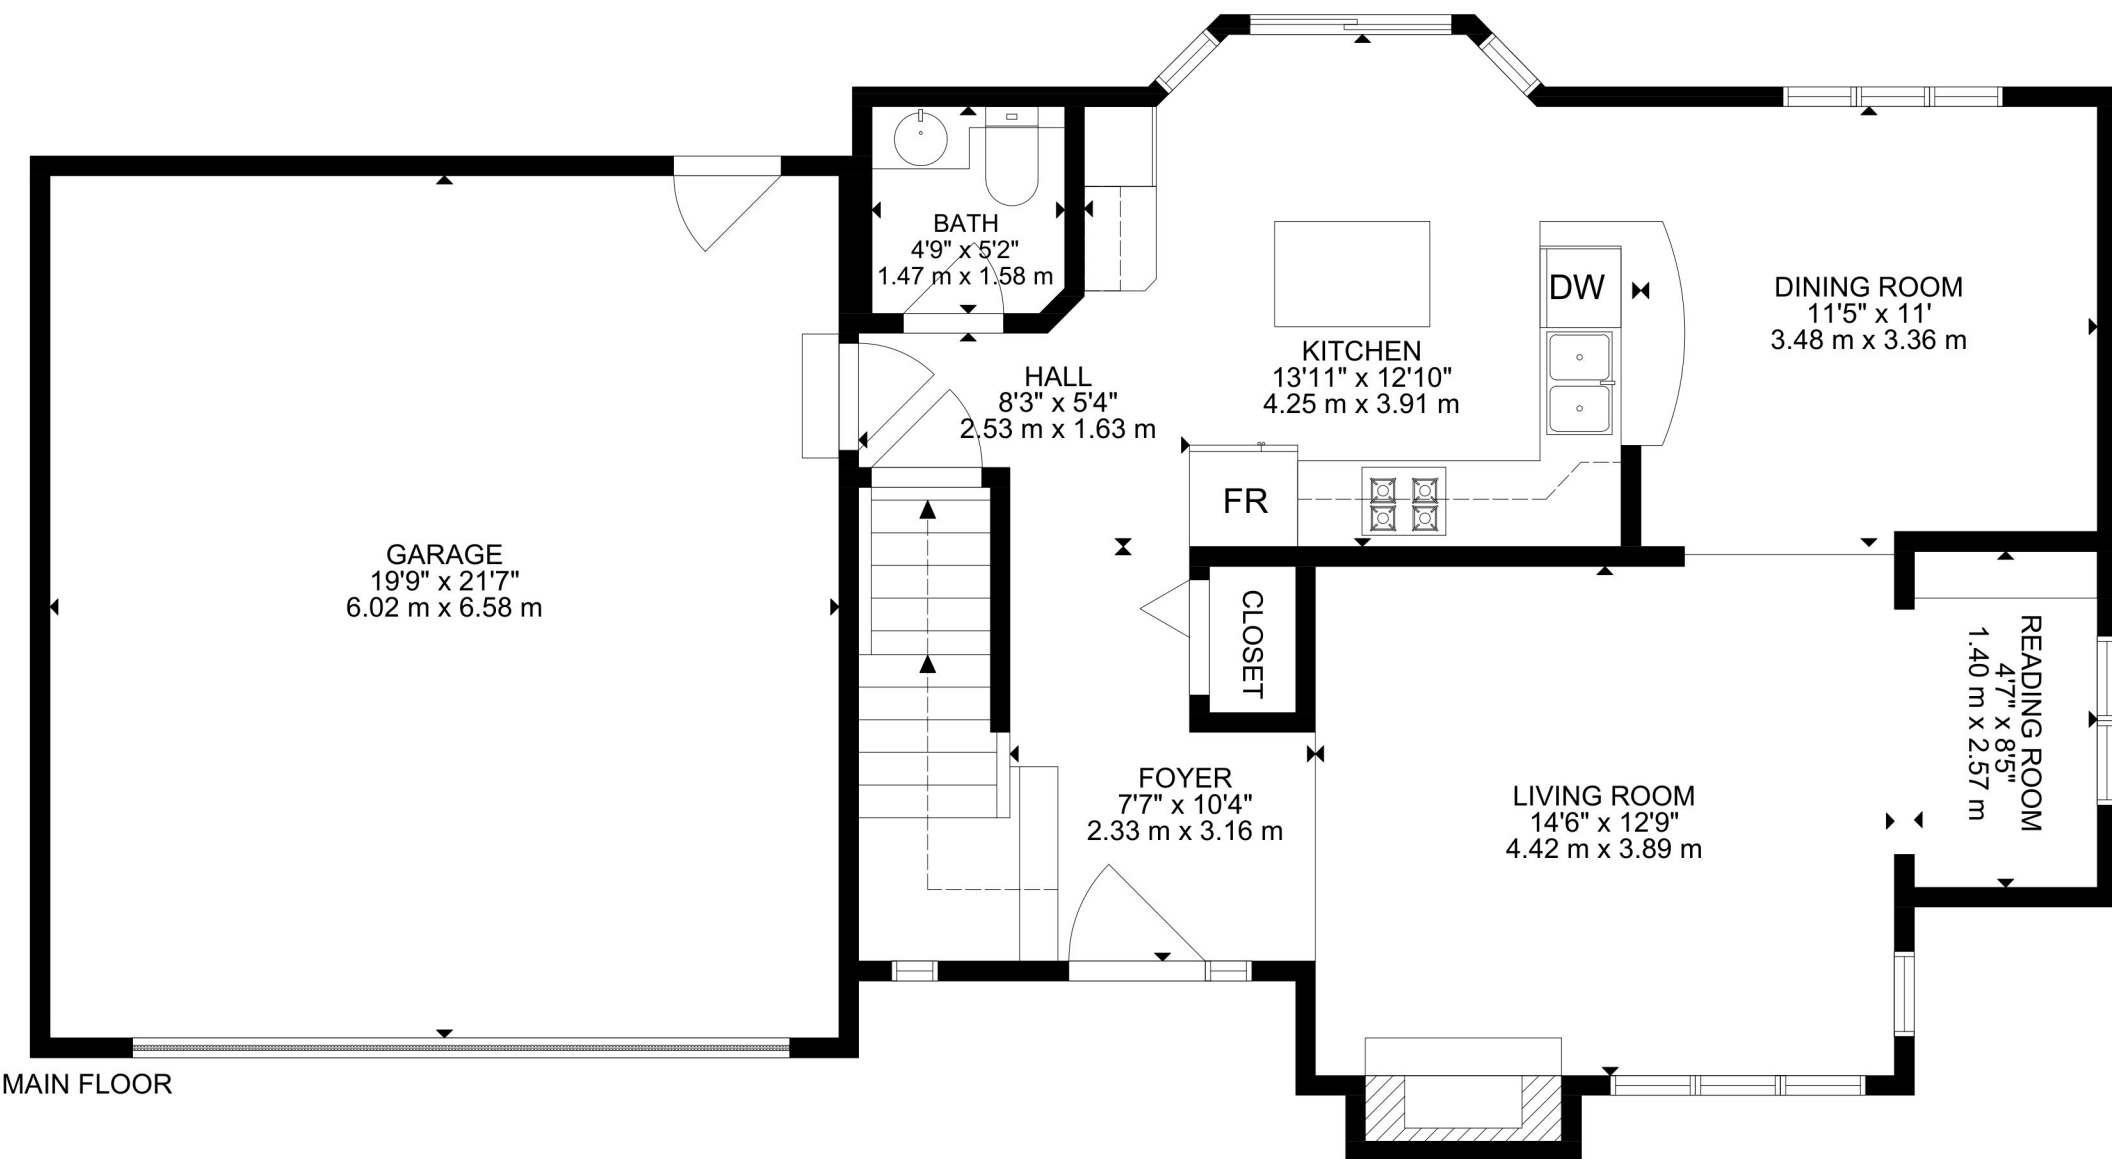 BATH
4'9" x 5'2"
1.47 m x 1.58 m
DW
DINING ROOM
11'5" x 11'
3.48 m x 3.36 m
KITCHEN
13'11" x 12'10"
4.25 m x 3.91 m
HALL
8'3" x 5'4"
2.53 m x 1.63 m
FR
GARAGE
19'9" x 21'7"
6.02 m x 6.58 m
CLOSET
READING ROOM
4'7" x 8'5"
1.40 m x 2.57 m
FOYER
7'7" x 10'4"
2.33 m x 3.16 m
LIVING ROOM
14'6" x 12'9"
4.42 m x 3.89 m
MAIN FLOOR